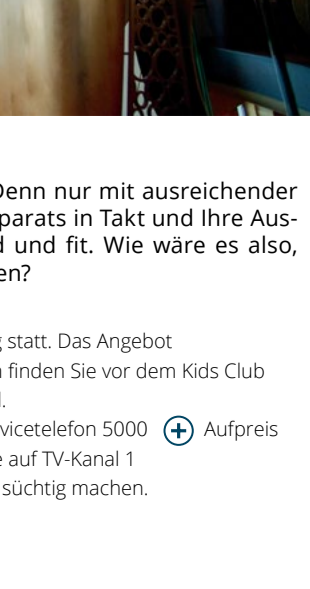 Denn nur mit ausreichender
parats in Takt und Ihre Aus-
d und fit. Wie wäre es also,
en?
g statt. Das Angebot
n finden Sie vor dem Kids Club
l.
vicetelefon 5000 Aufpreis
e auf TV-Kanal 1
süchtig machen.